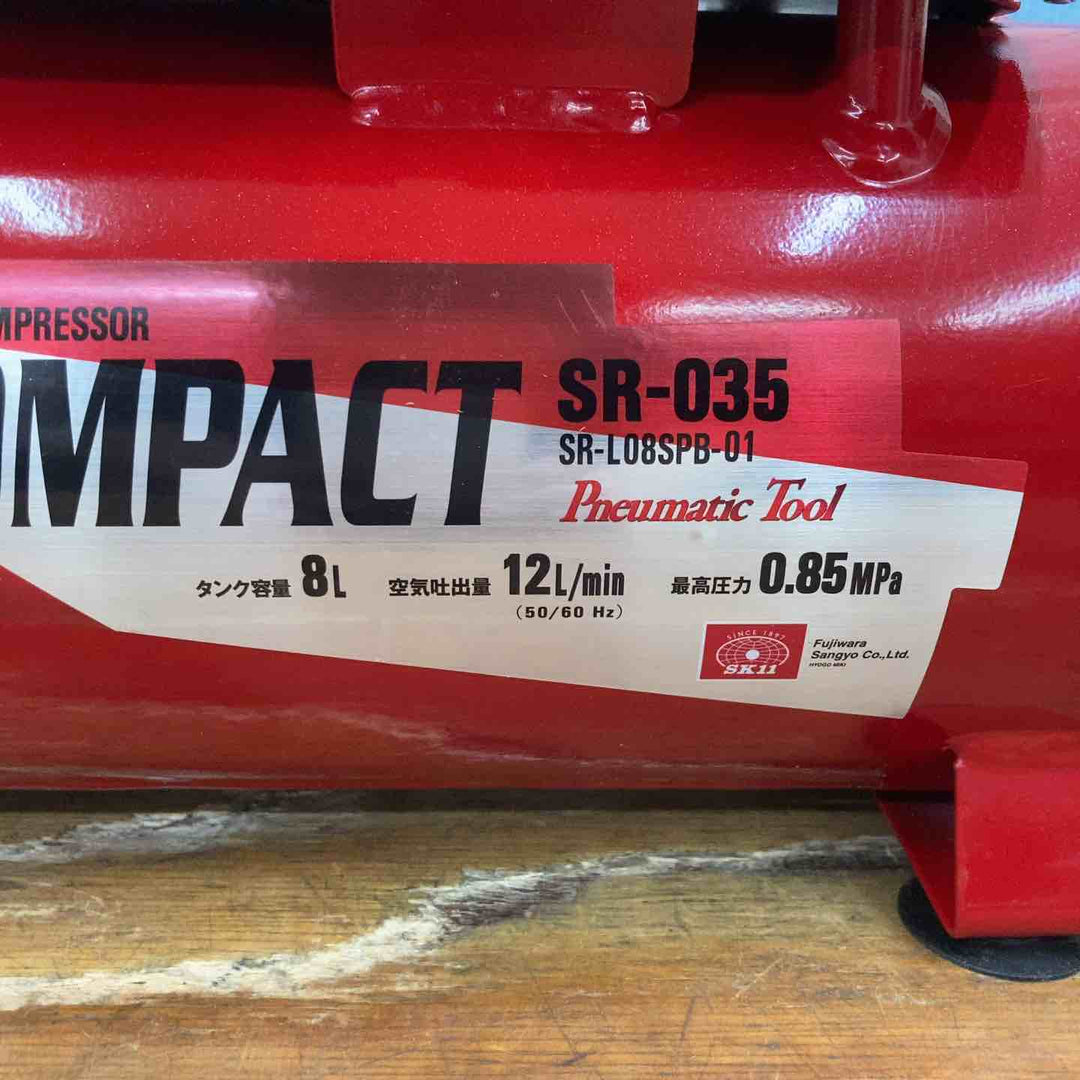 MPRESSOR
OMPACT
SR-035
SR-L08SPB-01
Pneumatic Tool
タンク容量 8L 空気吐出量 12L/min 最高圧力 0.85MPa
(50/60 Hz)
SINCE 1897
SK11
Fujiwara
Sangyo Co.,Ltd.
HYOGO MIKI